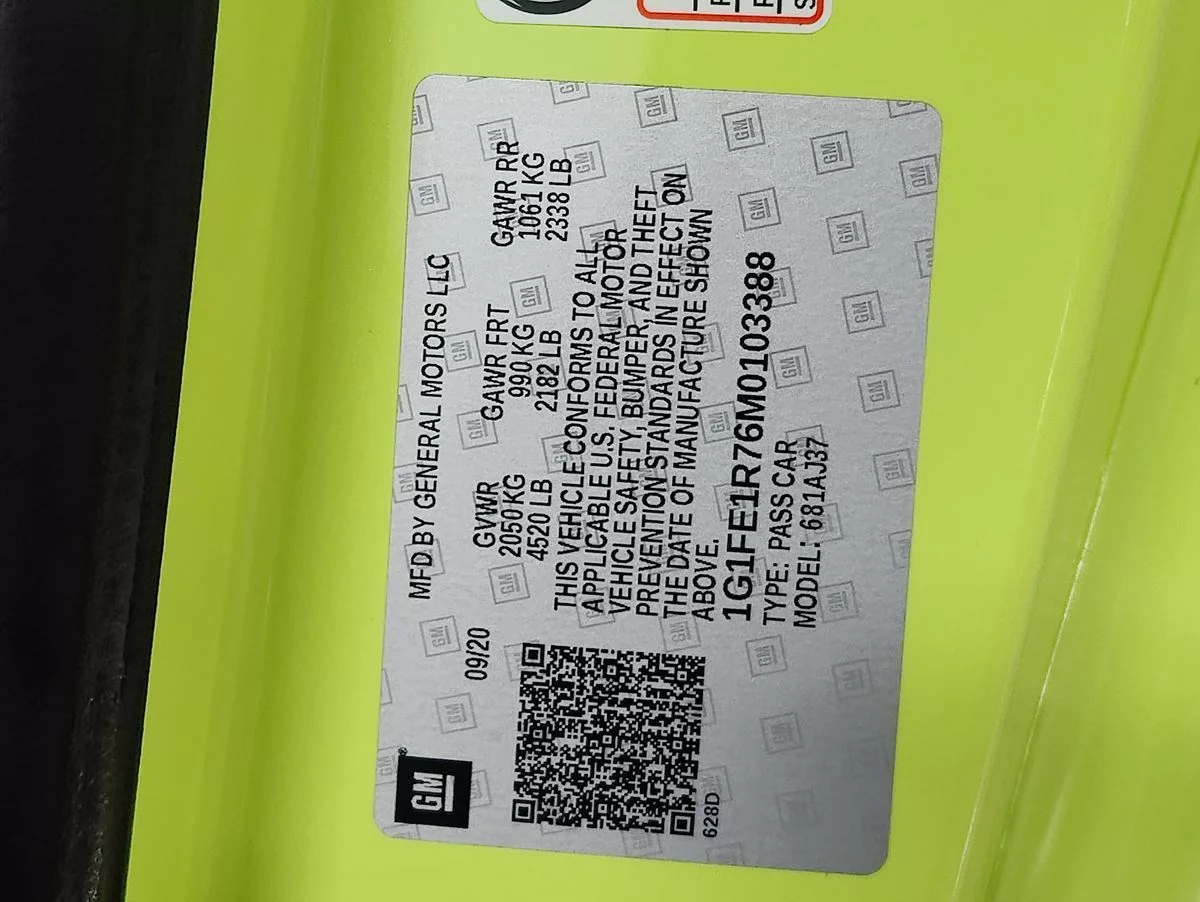 GM
MFD BY GENERAL MOTORS LLC
09/20
GVWR GAWR FRT GAWR RR
2050 KG 990 KG 1061 KG
4520 LB 2182 LB 2338 LB
THIS VEHICLE CONFORMS TO ALL
APPLICABLE U.S. FEDERAL MOTOR
VEHICLE SAFETY, BUMPER, AND THEFT
PREVENTION STANDARDS IN EFFECT ON
THE DATE OF MANUFACTURE SHOWN
ABOVE.
1G1FE1R76M0103388
TYPE: PASS CAR
MODEL: 681AJ37
628D